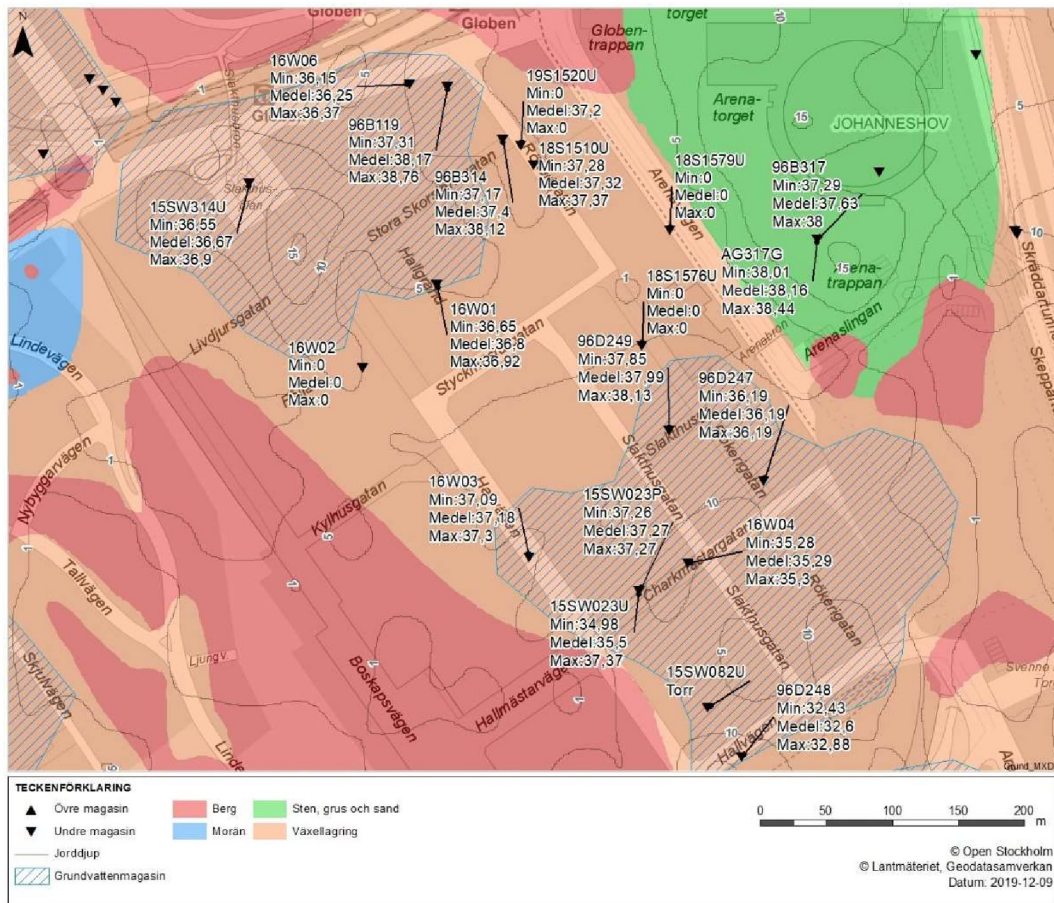 N
Globen
Globen
Globen-
trappan
torget
Arena-
torget
Arena-
torget
JOHANNESHOV
16W06
Min:36,15
Medel:36,25
Max:36,37
19S1520U
Min:0
Medel:37,2
Max:0
96B119
Min:37,31
Medel:38,17
Max:38,76
18S1510U
Min:37,28
Medel:37,32
Max:37,37
96B314
Min:37,17
Medel:37,4
Max:38,12
18S1579U
Min:0
Medel:0
Max:0
96B317
Min:37,29
Medel:37,63
Max:38
15SW314U
Min:36,55
Medel:36,67
Max:36,9
AG317G
Min:38,01
Medel:38,16
Max:38,44
Arenavägen
Arena-
trappan
Arenaslingan
Arenabron
18S1576U
Min:0
Medel:0
Max:0
16W01
Min:36,65
Medel:36,8
Max:36,92
16W02
Min:0
Medel:0
Max:0
96D249
Min:37,85
Medel:37,99
Max:38,13
96D247
Min:36,19
Medel:36,19
Max:36,19
Livdjursgatan
Hallgränd
Lindevägen
Nybyggarvägen
Kylhusgatan
Tallvägen
Slakthusgatan
Rökerigatan
16W03
Min:37,09
Medel:37,18
Max:37,3
15SW023P
Min:37,26
Medel:37,27
Max:37,27
16W04
Min:35,28
Medel:35,29
Max:35,3
Charkmästargatan
Slakthusgatan
Rökerigatan
15SW023U
Min:34,98
Medel:35,5
Max:37,37
15SW082U
Torr
96D248
Min:32,43
Medel:32,6
Max:32,88
Skjulvägen
Ljung v.
Boskapsvägen
Hallmästarvägen
Hallvägen
Grund_MXD
TECKENFÖRKLARING
Övre magasin
Undre magasin
Jorddjup
Grundvattenmagasin
Berg
Morän
Sten, grus och sand
Växellagring
0 50 100 150 200
m
© Open Stockholm
© Lantmäteriet, Geodatasamverkan
Datum: 2019-12-09